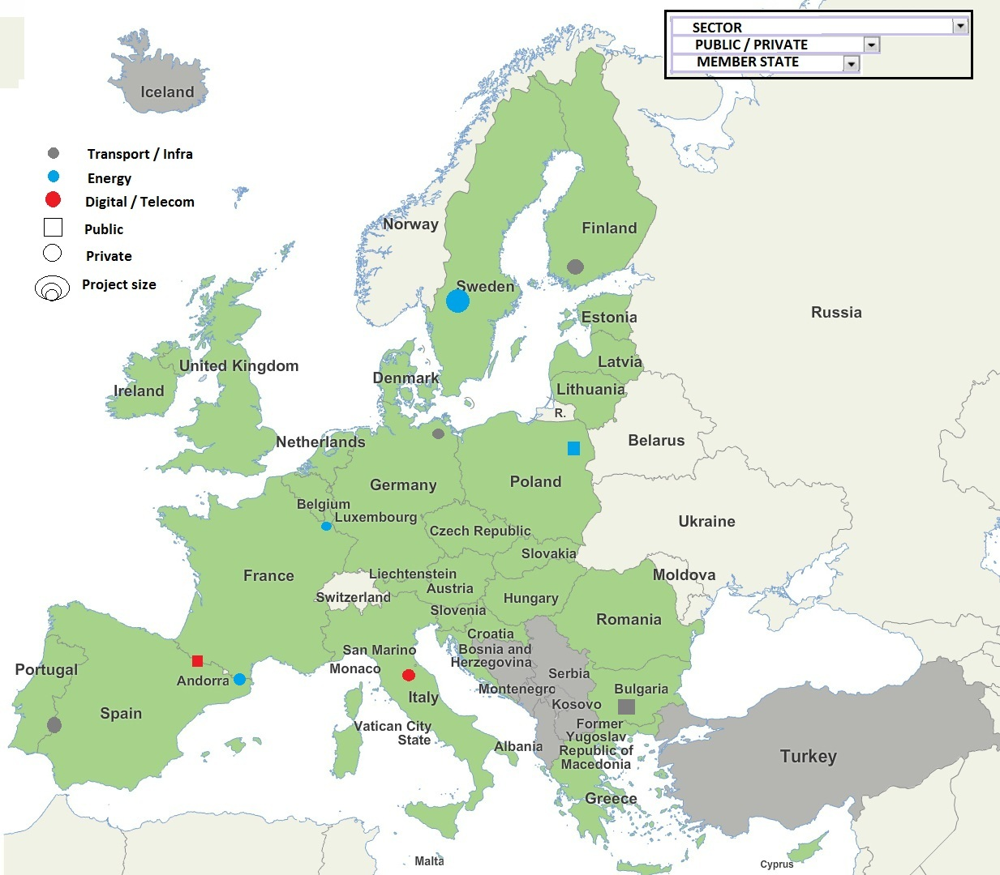 SECTOR
PUBLIC / PRIVATE
MEMBER STATE
Iceland
Transport / Infra
Energy
Digital / Telecom
Public
Private
Project size
Norway
Finland
Sweden
Russia
Estonia
Latvia
Lithuania
R.
United Kingdom
Ireland
Denmark
Netherlands
Belarus
Germany
Poland
Belgium
Luxembourg
Ukraine
Czech Republic
Slovakia
France
Liechtenstein
Austria
Moldova
Switzerland
Hungary
Slovenia
Romania
Croatia
San Marino
Bosnia and
Herzegovina
Monaco
Serbia
Portugal
Andorra
Italy
Montenegro
Bulgaria
Kosovo
Spain
Vatican City
State
Former
Yugoslav
Republic of
Macedonia
Albania
Turkey
Greece
Malta
Cyprus